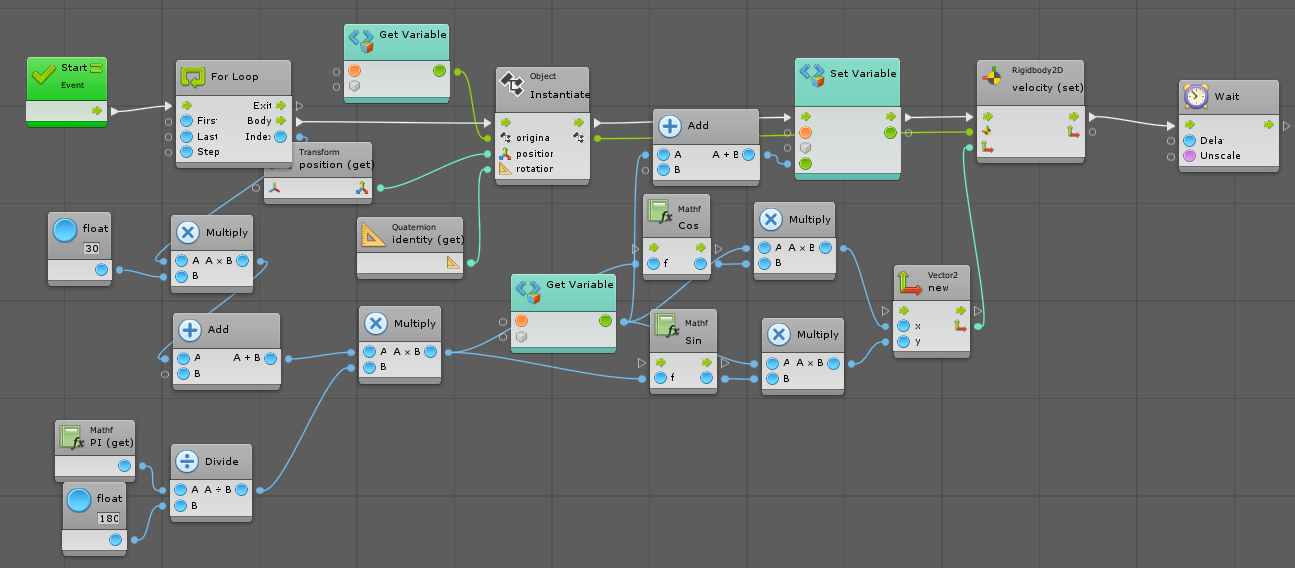 Start
Event
For Loop
Exit
Firs
Body
Last
Index
Step
Get Variable
Object
Instantiate
origina
position
rotation
Transform
position (get)
Quaternion
identity (get)
Add
A A + B
B
Set Variable
Rigidbody2D
velocity (set)
Wait
Dela
Unscale
float
30
Multiply
A A × B
B
Add
A A + B
B
Multiply
A A × B
B
Get Variable
Mathf
Cos
f
Mathf
Sin
f
Multiply
A A × B
B
Multiply
A A × B
B
Vector2
new
x
y
Mathf
PI (get)
float
180
Divide
A A ÷ B
B